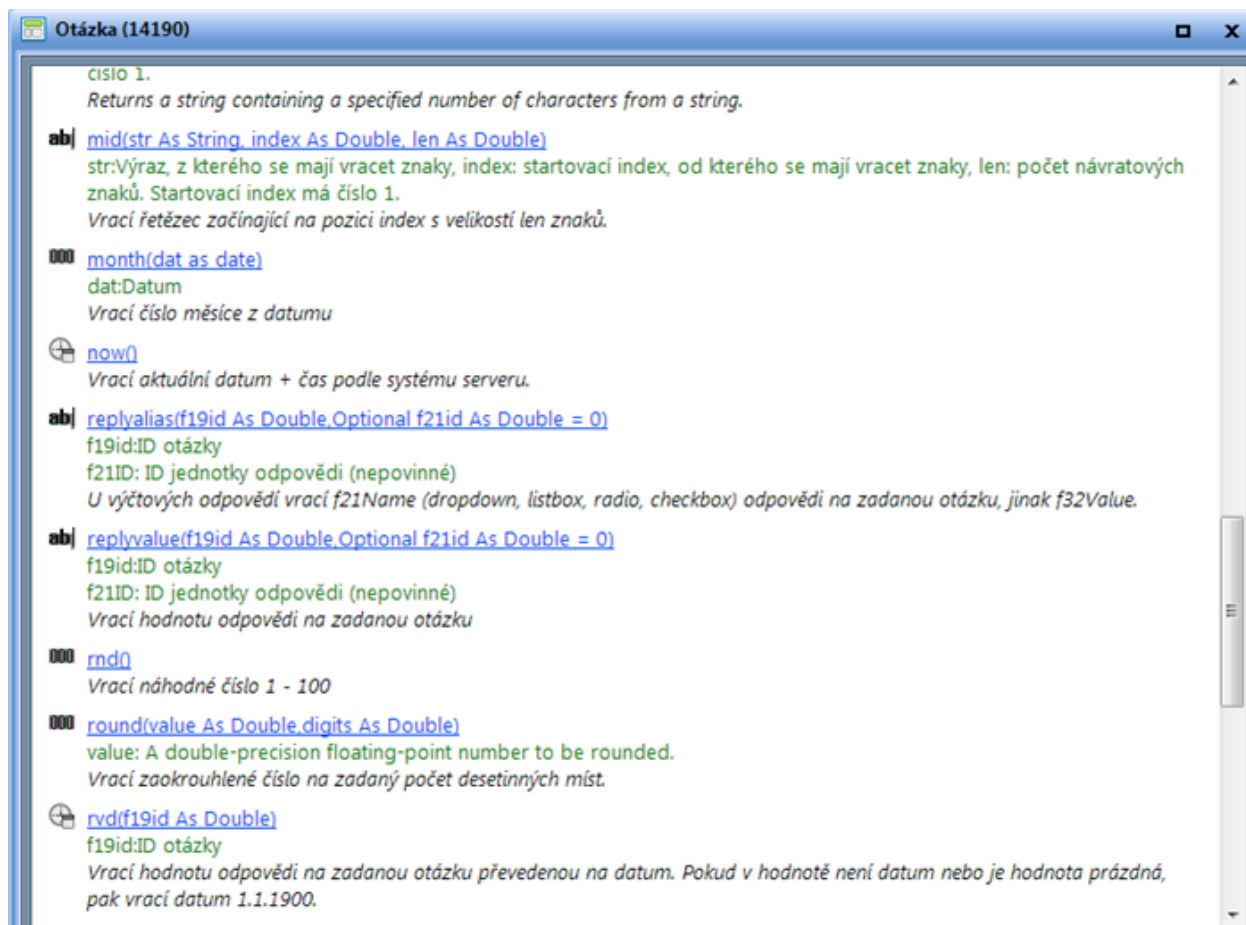 Otázka (14190)
číslo 1.
Returns a string containing a specified number of characters from a string.
ab| mid(str As String, index As Double, len As Double)
str:Výraz, z kterého se mají vracet znaky, index: startovací index, od kterého se mají vracet znaky, len: počet návratových
znaků. Startovací index má číslo 1.
Vrací řetězec začínající na pozici index s velikostí len znaků.
000 month(dat as date)
dat:Datum
Vrací číslo měsíce z datumu
now()
Vrací aktuální datum + čas podle systému serveru.
ab| replyalias(f19id As Double,Optional f21id As Double = 0)
f19id:ID otázky
f21ID: ID jednotky odpovědi (nepovinné)
U výčtových odpovědí vrací f21Name (dropdown, listbox, radio, checkbox) odpovědi na zadanou otázku, jinak f32Value.
ab| replyvalue(f19id As Double,Optional f21id As Double = 0)
f19id:ID otázky
f21ID: ID jednotky odpovědi (nepovinné)
Vrací hodnotu odpovědi na zadanou otázku
000 rnd()
Vrací náhodné číslo 1 - 100
000 round(value As Double,digits As Double)
value: A double-precision floating-point number to be rounded.
Vrací zaokrouhlené číslo na zadaný počet desetinných míst.
rvd(f19id As Double)
f19id:ID otázky
Vrací hodnotu odpovědi na zadanou otázku převedenou na datum. Pokud v hodnotě není datum nebo je hodnota prázdná,
pak vrací datum 1.1.1900.